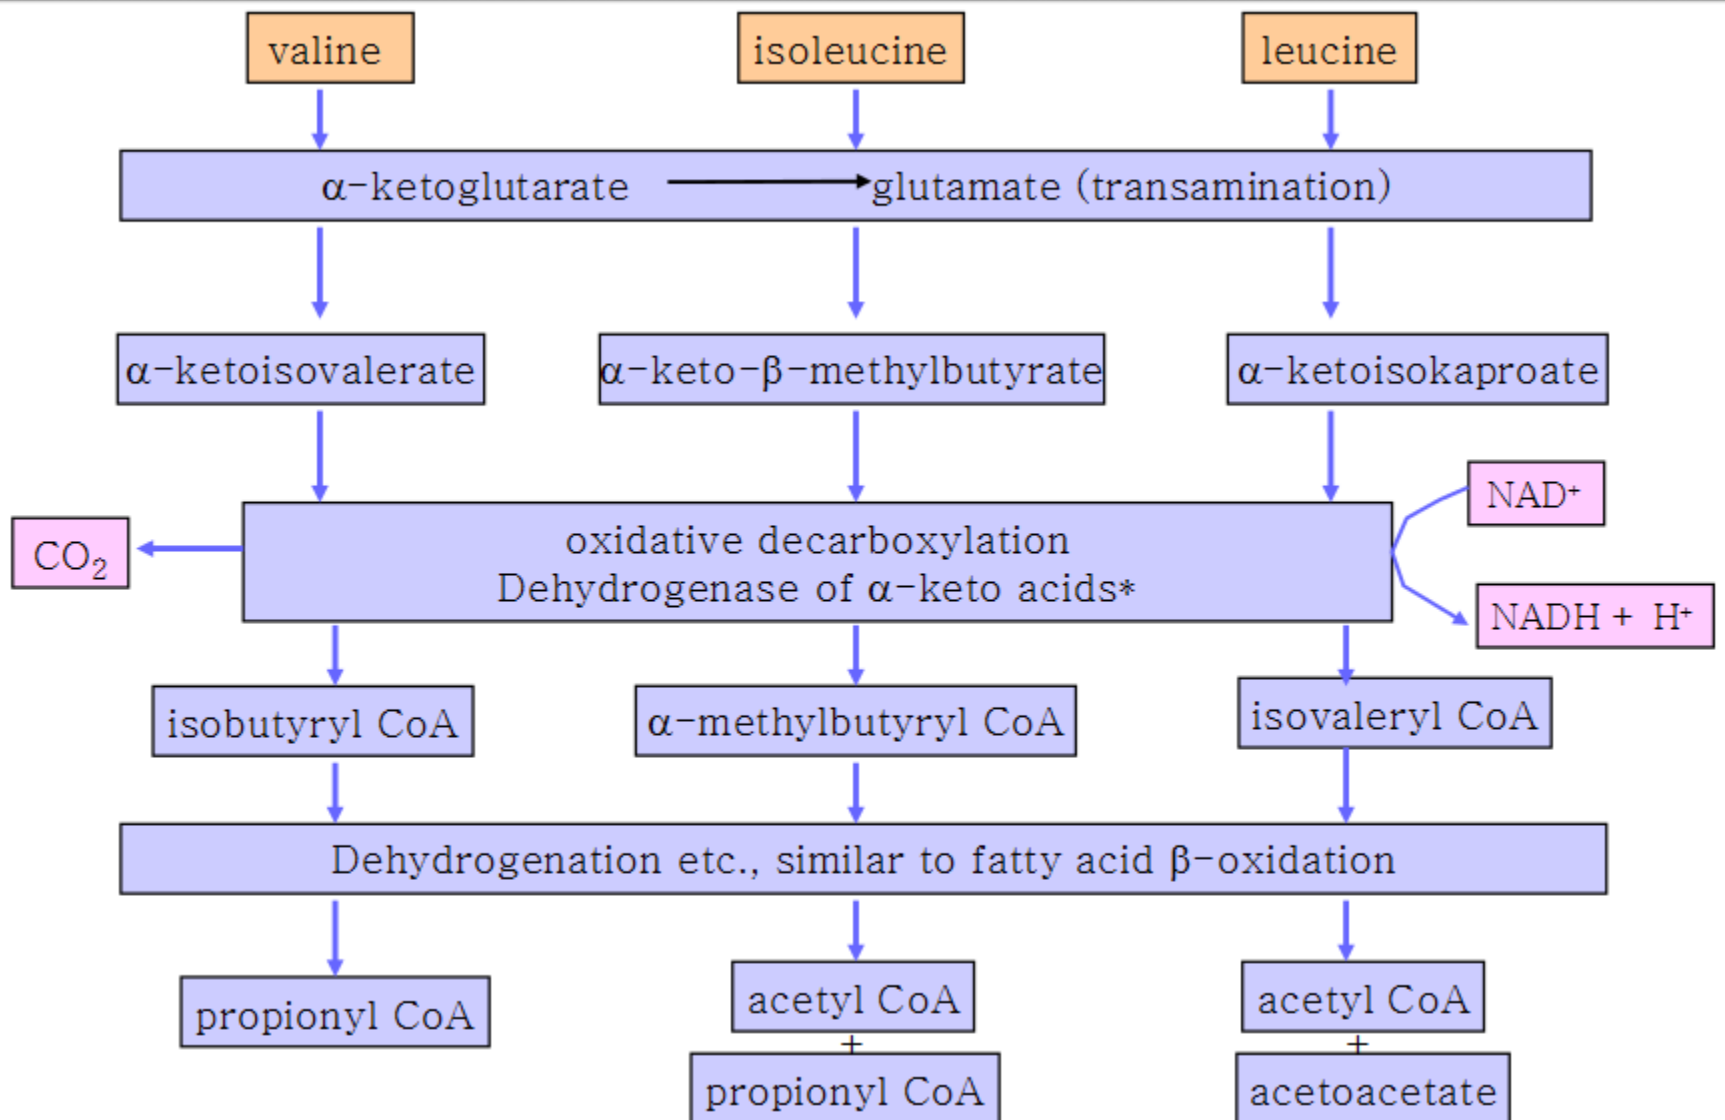 valine
isoleucine
leucine
α-ketoglutarate glutamate (transamination)
α-ketoisovalerate
α-keto-β-methylbutyrate
α-ketoisokaproate
NAD⁺
CO₂
oxidative decarboxylation
Dehydrogenase of α-keto acids*
NADH + H⁺
isobutyryl CoA
α-methylbutyryl CoA
isovaleryl CoA
Dehydrogenation etc., similar to fatty acid β-oxidation
propionyl CoA
acetyl CoA
+
propionyl CoA
acetyl CoA
+
acetoacetate